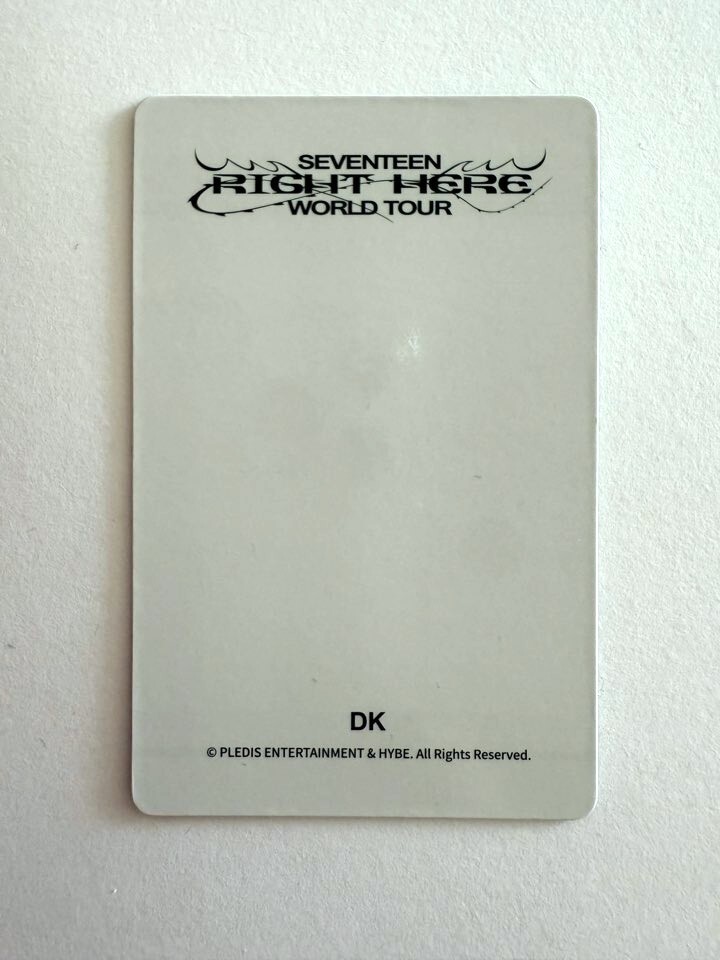 SEVENTEEN
RIGHT HERE
WORLD TOUR
DK
© PLEDIS ENTERTAINMENT & HYBE. All Rights Reserved.